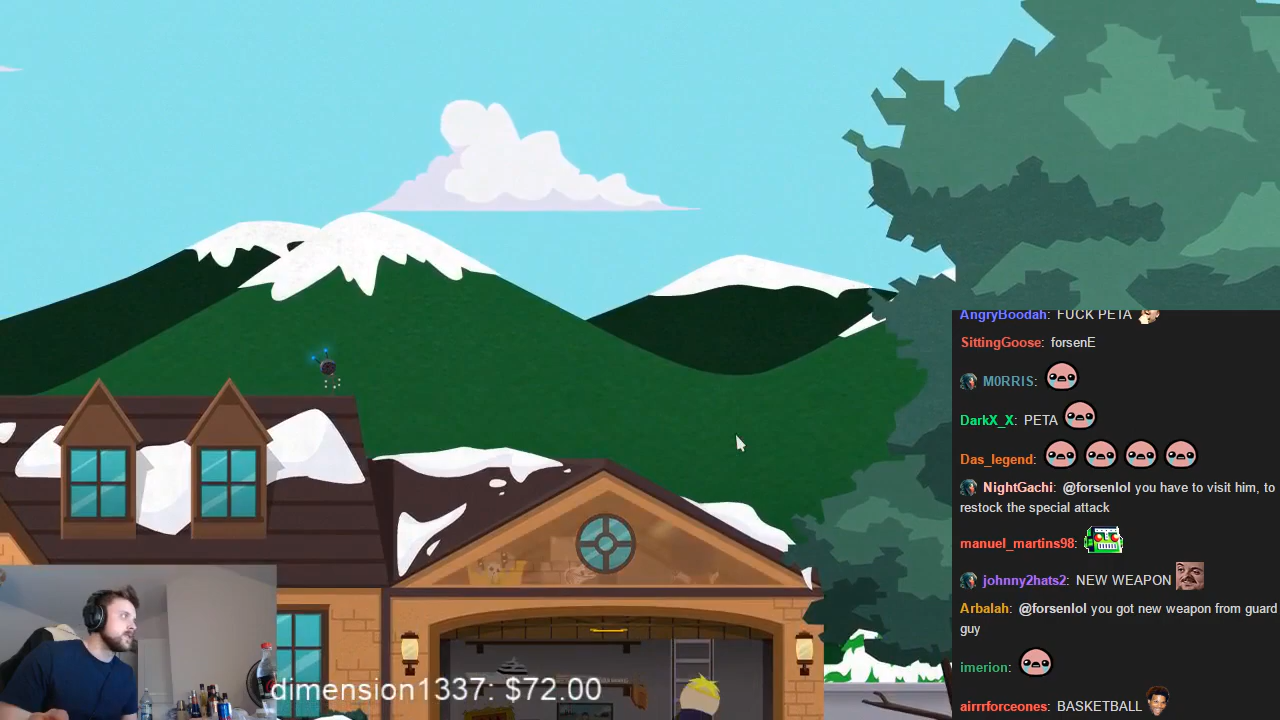 AngryBoodah: FUCK PETA
SittingGoose: forsenE
M0RRIS:
DarkX_X: PETA
Das_legend:
NightGachi: @forsenlol you have to visit him, to
restock the special attack
manuel_martins98:
johnny2hats2: NEW WEAPON
Arbalah: @forsenlol you got new weapon from guard
guy
imerion:
airrrforceones: BASKETBALL
dimension1337: $72.00